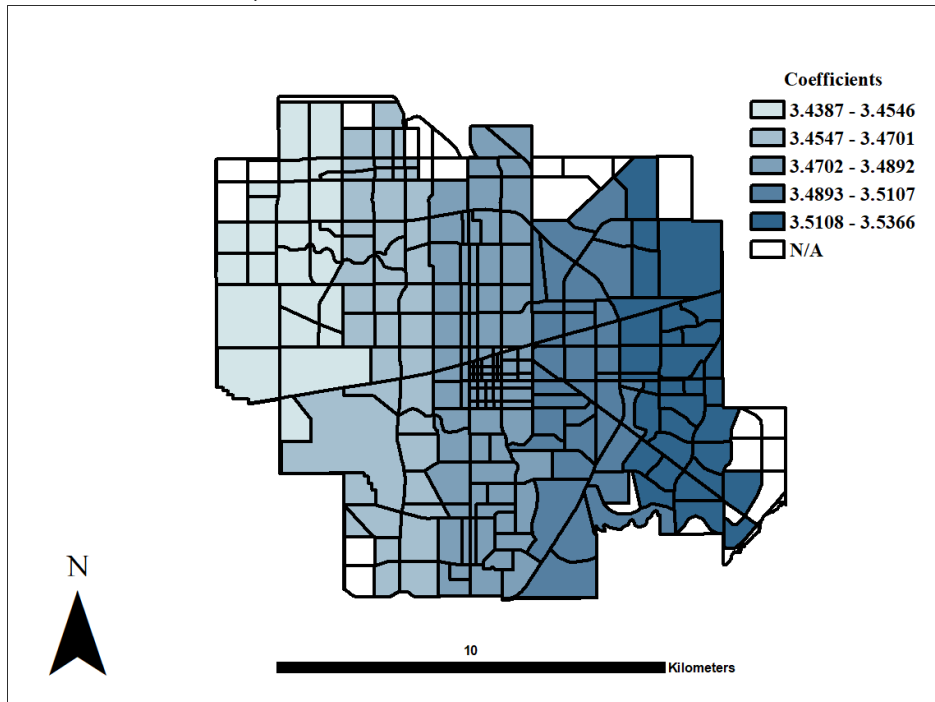 Coefficients
3.4387 - 3.4546
3.4547 - 3.4701
3.4702 - 3.4892
3.4893 - 3.5107
3.5108 - 3.5366
N/A
N
10
Kilometers